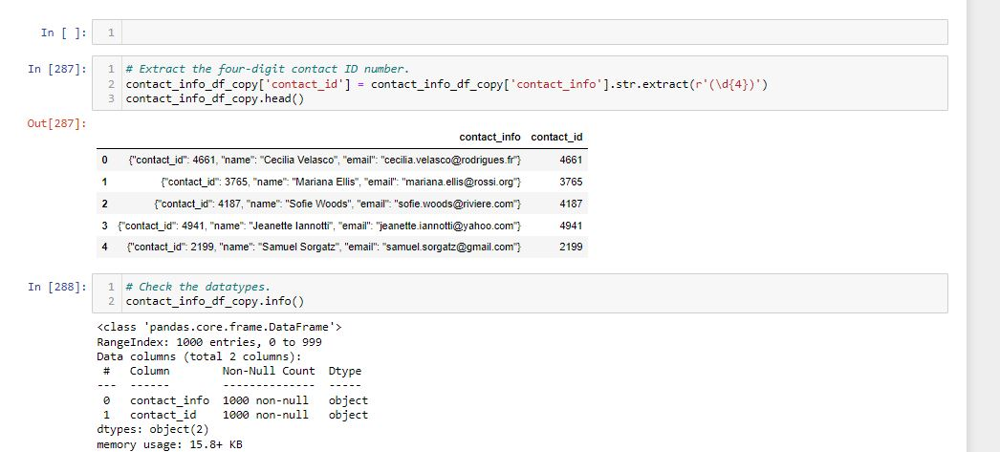 In [ ]: 1
In [287]: 1 # Extract the four-digit contact ID number.
2 contact_info_df_copy['contact_id'] = contact_info_df_copy['contact_info'].str.extract(r'(\d{4})')
3 contact_info_df_copy.head()
Out[287]:
contact_info contact_id
0 {"contact_id": 4661, "name": "Cecilia Velasco", "email": "cecilia.velasco@rodrigues.fr"} 4661
1 {"contact_id": 3765, "name": "Mariana Ellis", "email": "mariana.ellis@rossi.org"} 3765
2 {"contact_id": 4187, "name": "Sofie Woods", "email": "sofie.woods@riviere.com"} 4187
3 {"contact_id": 4941, "name": "Jeanette Iannotti", "email": "jeanette.iannotti@yahoo.com"} 4941
4 {"contact_id": 2199, "name": "Samuel Sorgatz", "email": "samuel.sorgatz@gmail.com"} 2199
In [288]: 1 # Check the datatypes.
2 contact_info_df_copy.info()
<class 'pandas.core.frame.DataFrame'>
RangeIndex: 1000 entries, 0 to 999
Data columns (total 2 columns):
# Column Non-Null Count Dtype
--- ------ -------------- -----
0 contact_info 1000 non-null object
1 contact_id 1000 non-null object
dtypes: object(2)
memory usage: 15.8+ KB